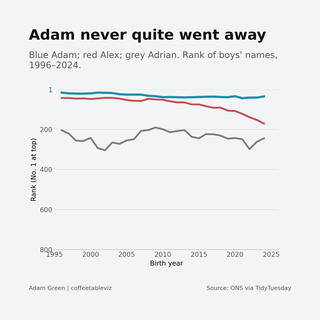 Adam never quite went away
Blue Adam; red Alex; grey Adrian. Rank of boys' names,
1996–2024.
1
200
400
600
800
Rank (No. 1 at top)
1995 2000 2005 2010 2015 2020 2025
Birth year
Adam Green | coffeetableviz Source: ONS via TidyTuesday